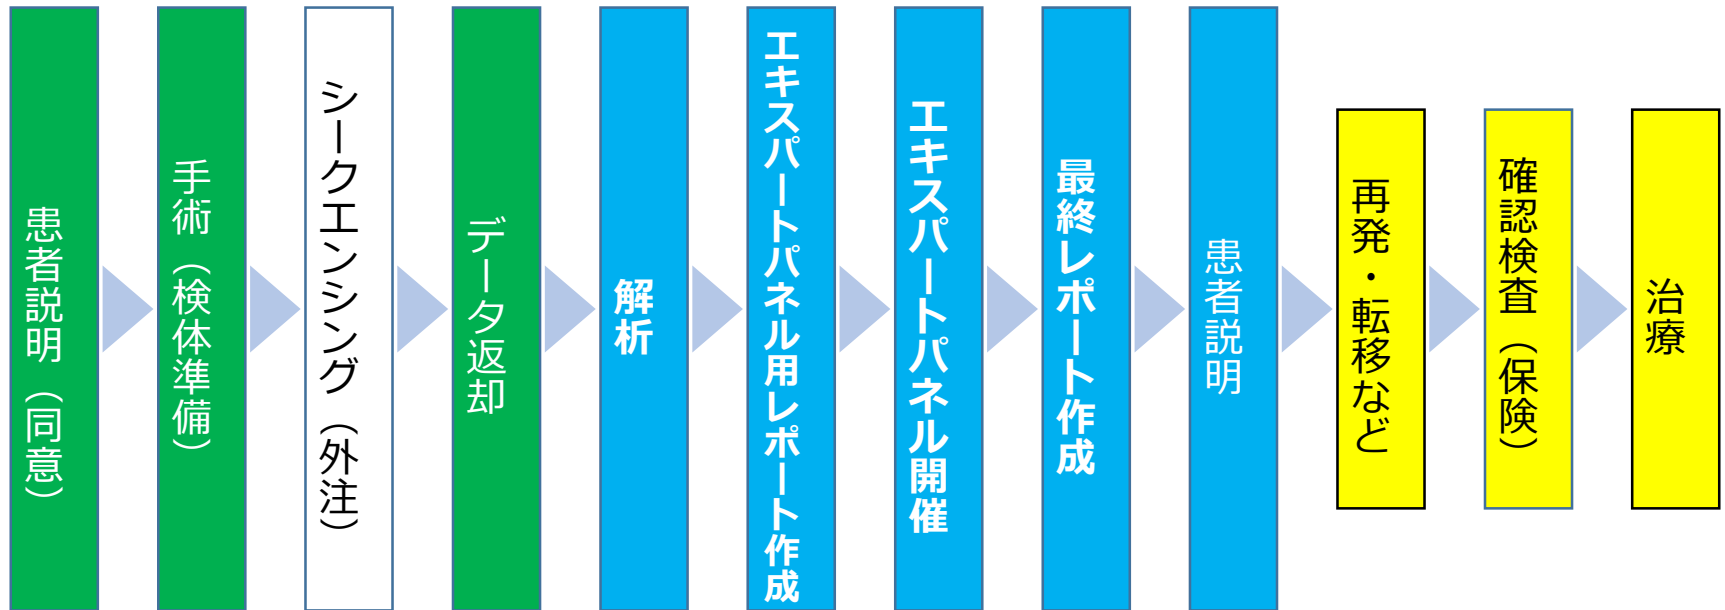 患者説明（同意）
手術（検体準備）
シークエンシング（外注）
データ返却
解析
エキスパートパネル用レポート作成
エキスパートパネル開催
最終レポート作成
患者説明
再発・転移など
確認検査（保険）
治療